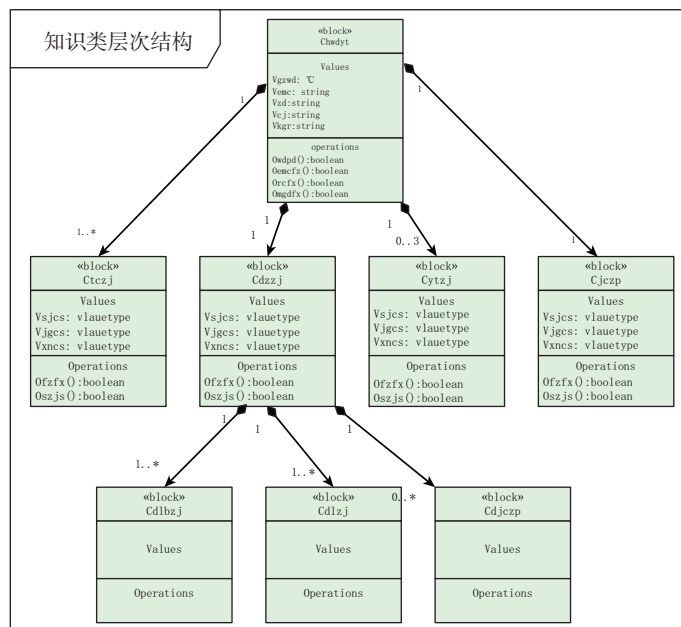 知识类层次结构
«block»
Chwdyt
Values
Vgzwd: ℃
Vemc: string
Vzd:string
Vcj:string
Vkgr:string
operations
Owdpd():boolean
Oemcfz():boolean
Orcfx():boolean
Omgdfx():boolean
1
1
1
1
1..*
1
0..3
1
«block»
Ctczj
Values
Vsjcs: vlauetype
Vjgcs: vlauetype
Vxncs: vlauetype
Operations
Ofzfx():boolean
Oszjs():boolean
«block»
Cdzzj
Values
Vsjcs: vlauetype
Vjgcs: vlauetype
Vxncs: vlauetype
Operations
Ofzfx():boolean
Oszjs():boolean
«block»
Cytzj
Values
Vsjcs: vlauetype
Vjgcs: vlauetype
Vxncs: vlauetype
Operations
Ofzfx():boolean
Oszjs():boolean
«block»
Cjczp
Values
Vsjcs: vlauetype
Vjgcs: vlauetype
Vxncs: vlauetype
Operations
Ofzfx():boolean
Oszjs():boolean
1
1
1
1..*
1..*
0..*
«block»
Cdlbzj
Values
Operations
«block»
Cdlzj
Values
Operations
«block»
Cdjczp
Values
Operations